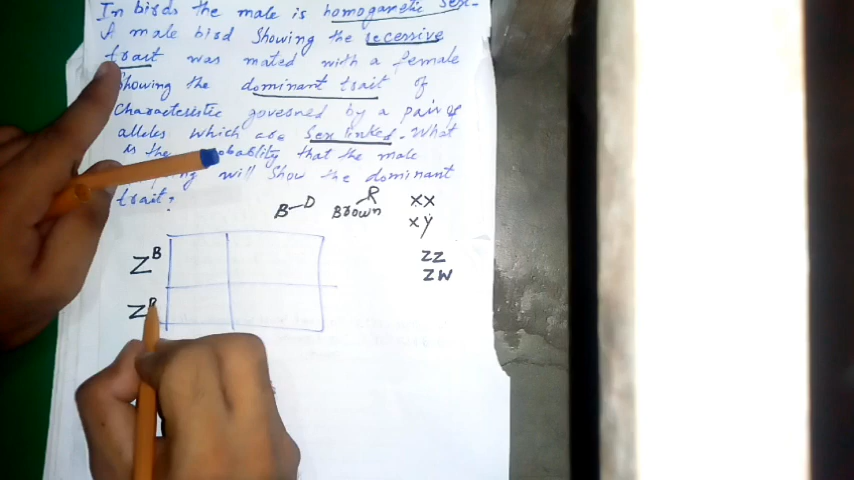 In birds the male is homogametic sex.
A male bird showing the recessive
trait was mated with a female
showing the dominant trait of
characteristic governed by a pair of
alleles which are sex linked. What
is the that the male
will show the dominant
trait?
B-D Brown R XX
XY
ZZ
ZW
Z^B
Z